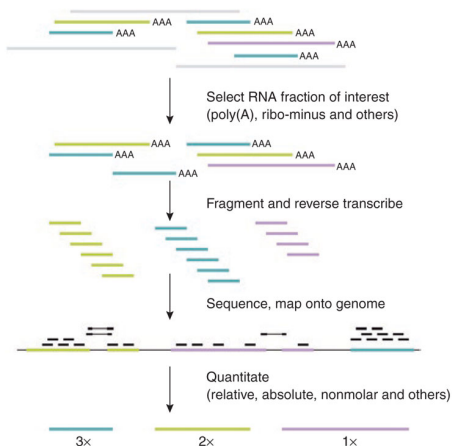 AAA
AAA
AAA
AAA
AAA
AAA
Select RNA fraction of interest
(poly(A), ribo-minus and others)
AAA
AAA
AAA
AAA
AAA
AAA
Fragment and reverse transcribe
Sequence, map onto genome
Quantitate
(relative, absolute, nonmolar and others)
3× 2× 1×